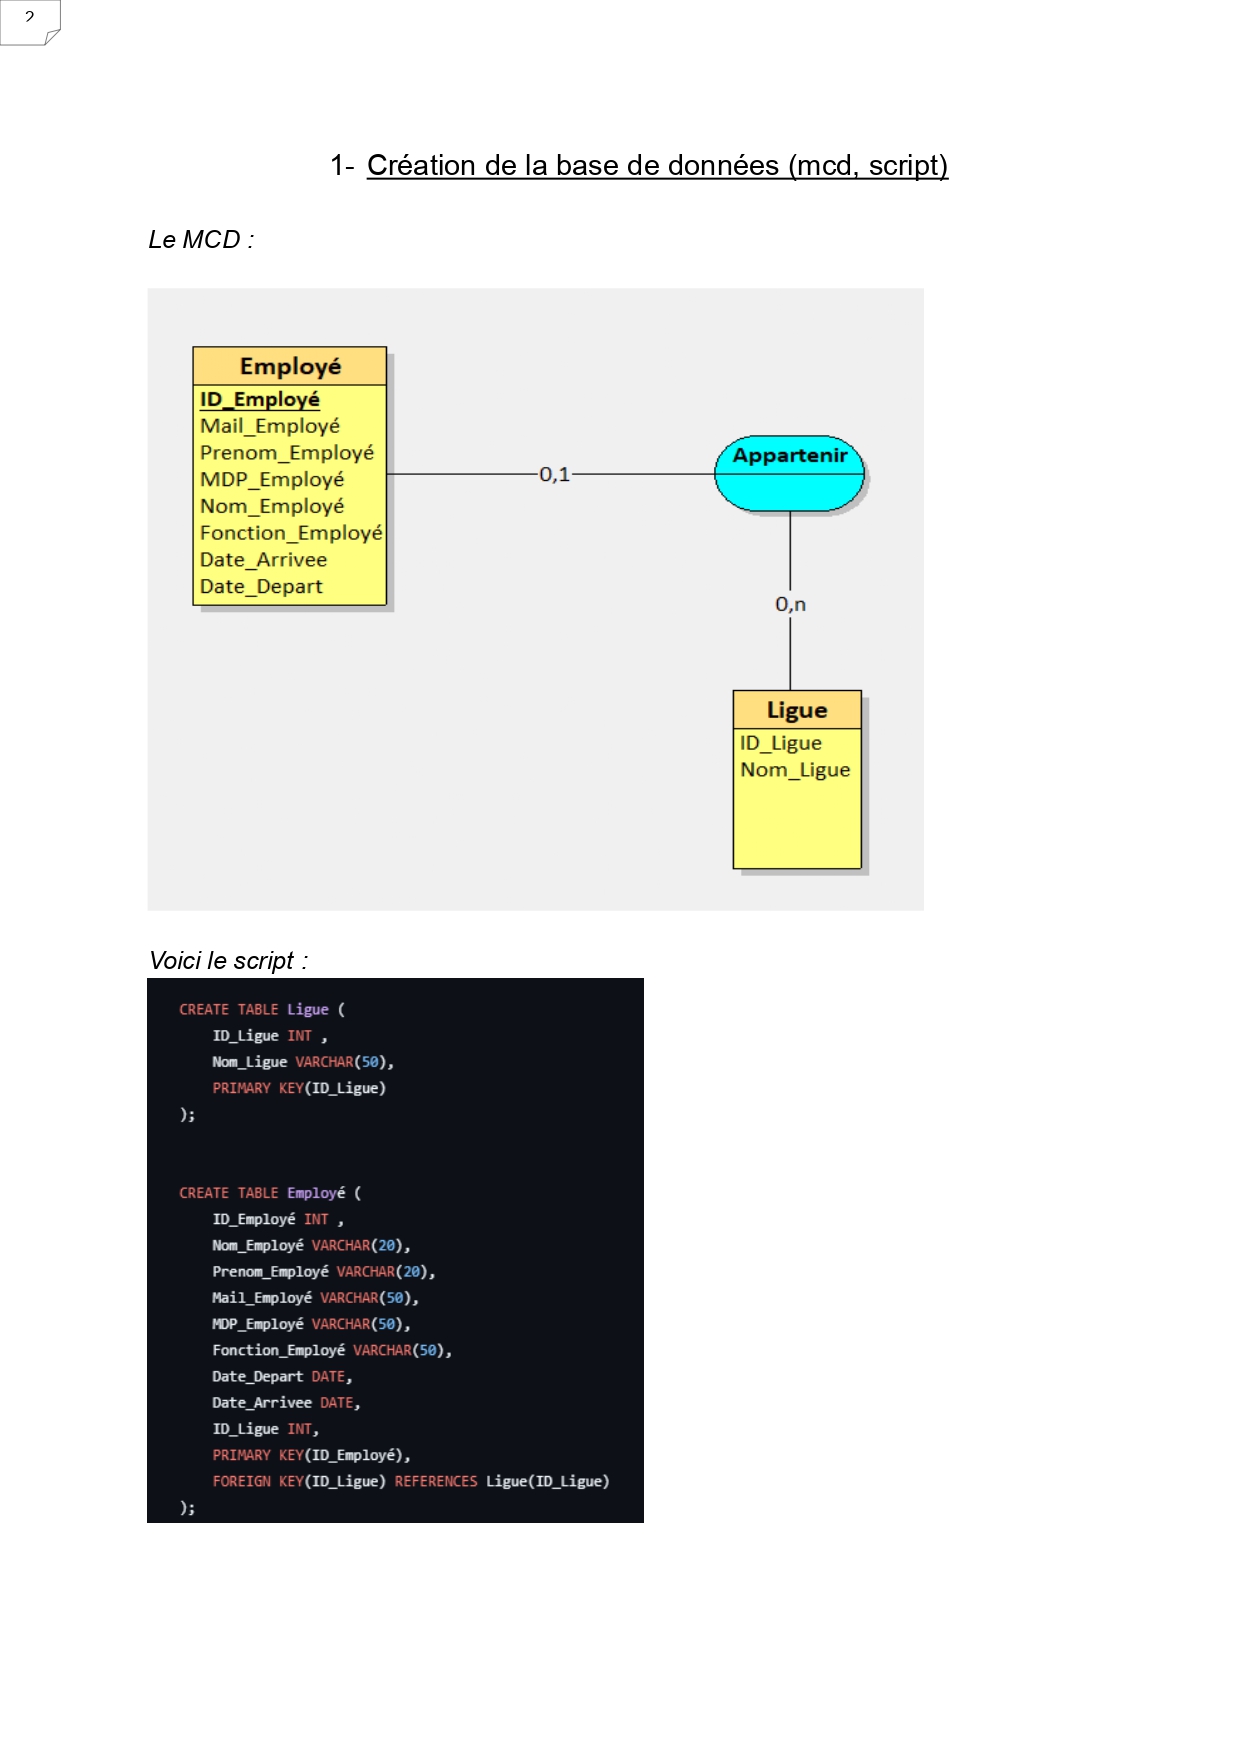 2
1- Création de la base de données (mcd, script)
Le MCD :
Employé
ID_Employé
Mail_Employé
Prenom_Employé
MDP_Employé
Nom_Employé
Fonction_Employé
Date_Arrivee
Date_Depart
0,1
Appartenir
0,n
Ligue
ID_Ligue
Nom_Ligue
Voici le script :
CREATE TABLE Ligue (
ID_Ligue INT ,
Nom_Ligue VARCHAR(50),
PRIMARY KEY(ID_Ligue)
);
CREATE TABLE Employé (
ID_Employé INT ,
Nom_Employé VARCHAR(20),
Prenom_Employé VARCHAR(20),
Mail_Employé VARCHAR(50),
MDP_Employé VARCHAR(50),
Fonction_Employé VARCHAR(50),
Date_Depart DATE,
Date_Arrivee DATE,
ID_Ligue INT,
PRIMARY KEY(ID_Employé),
FOREIGN KEY(ID_Ligue) REFERENCES Ligue(ID_Ligue)
);